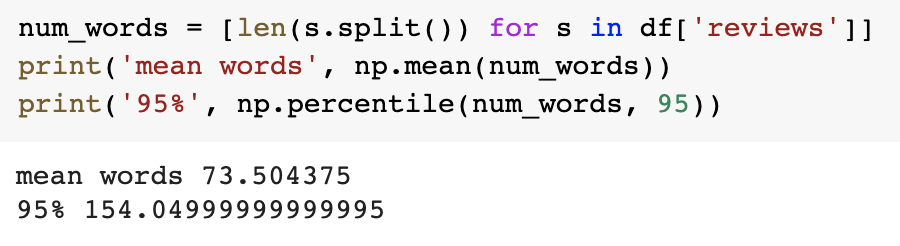 num_words = [len(s.split()) for s in df['reviews']]
print('mean words', np.mean(num_words))
print('95%', np.percentile(num_words, 95))
mean words 73.504375
95% 154.04999999999995